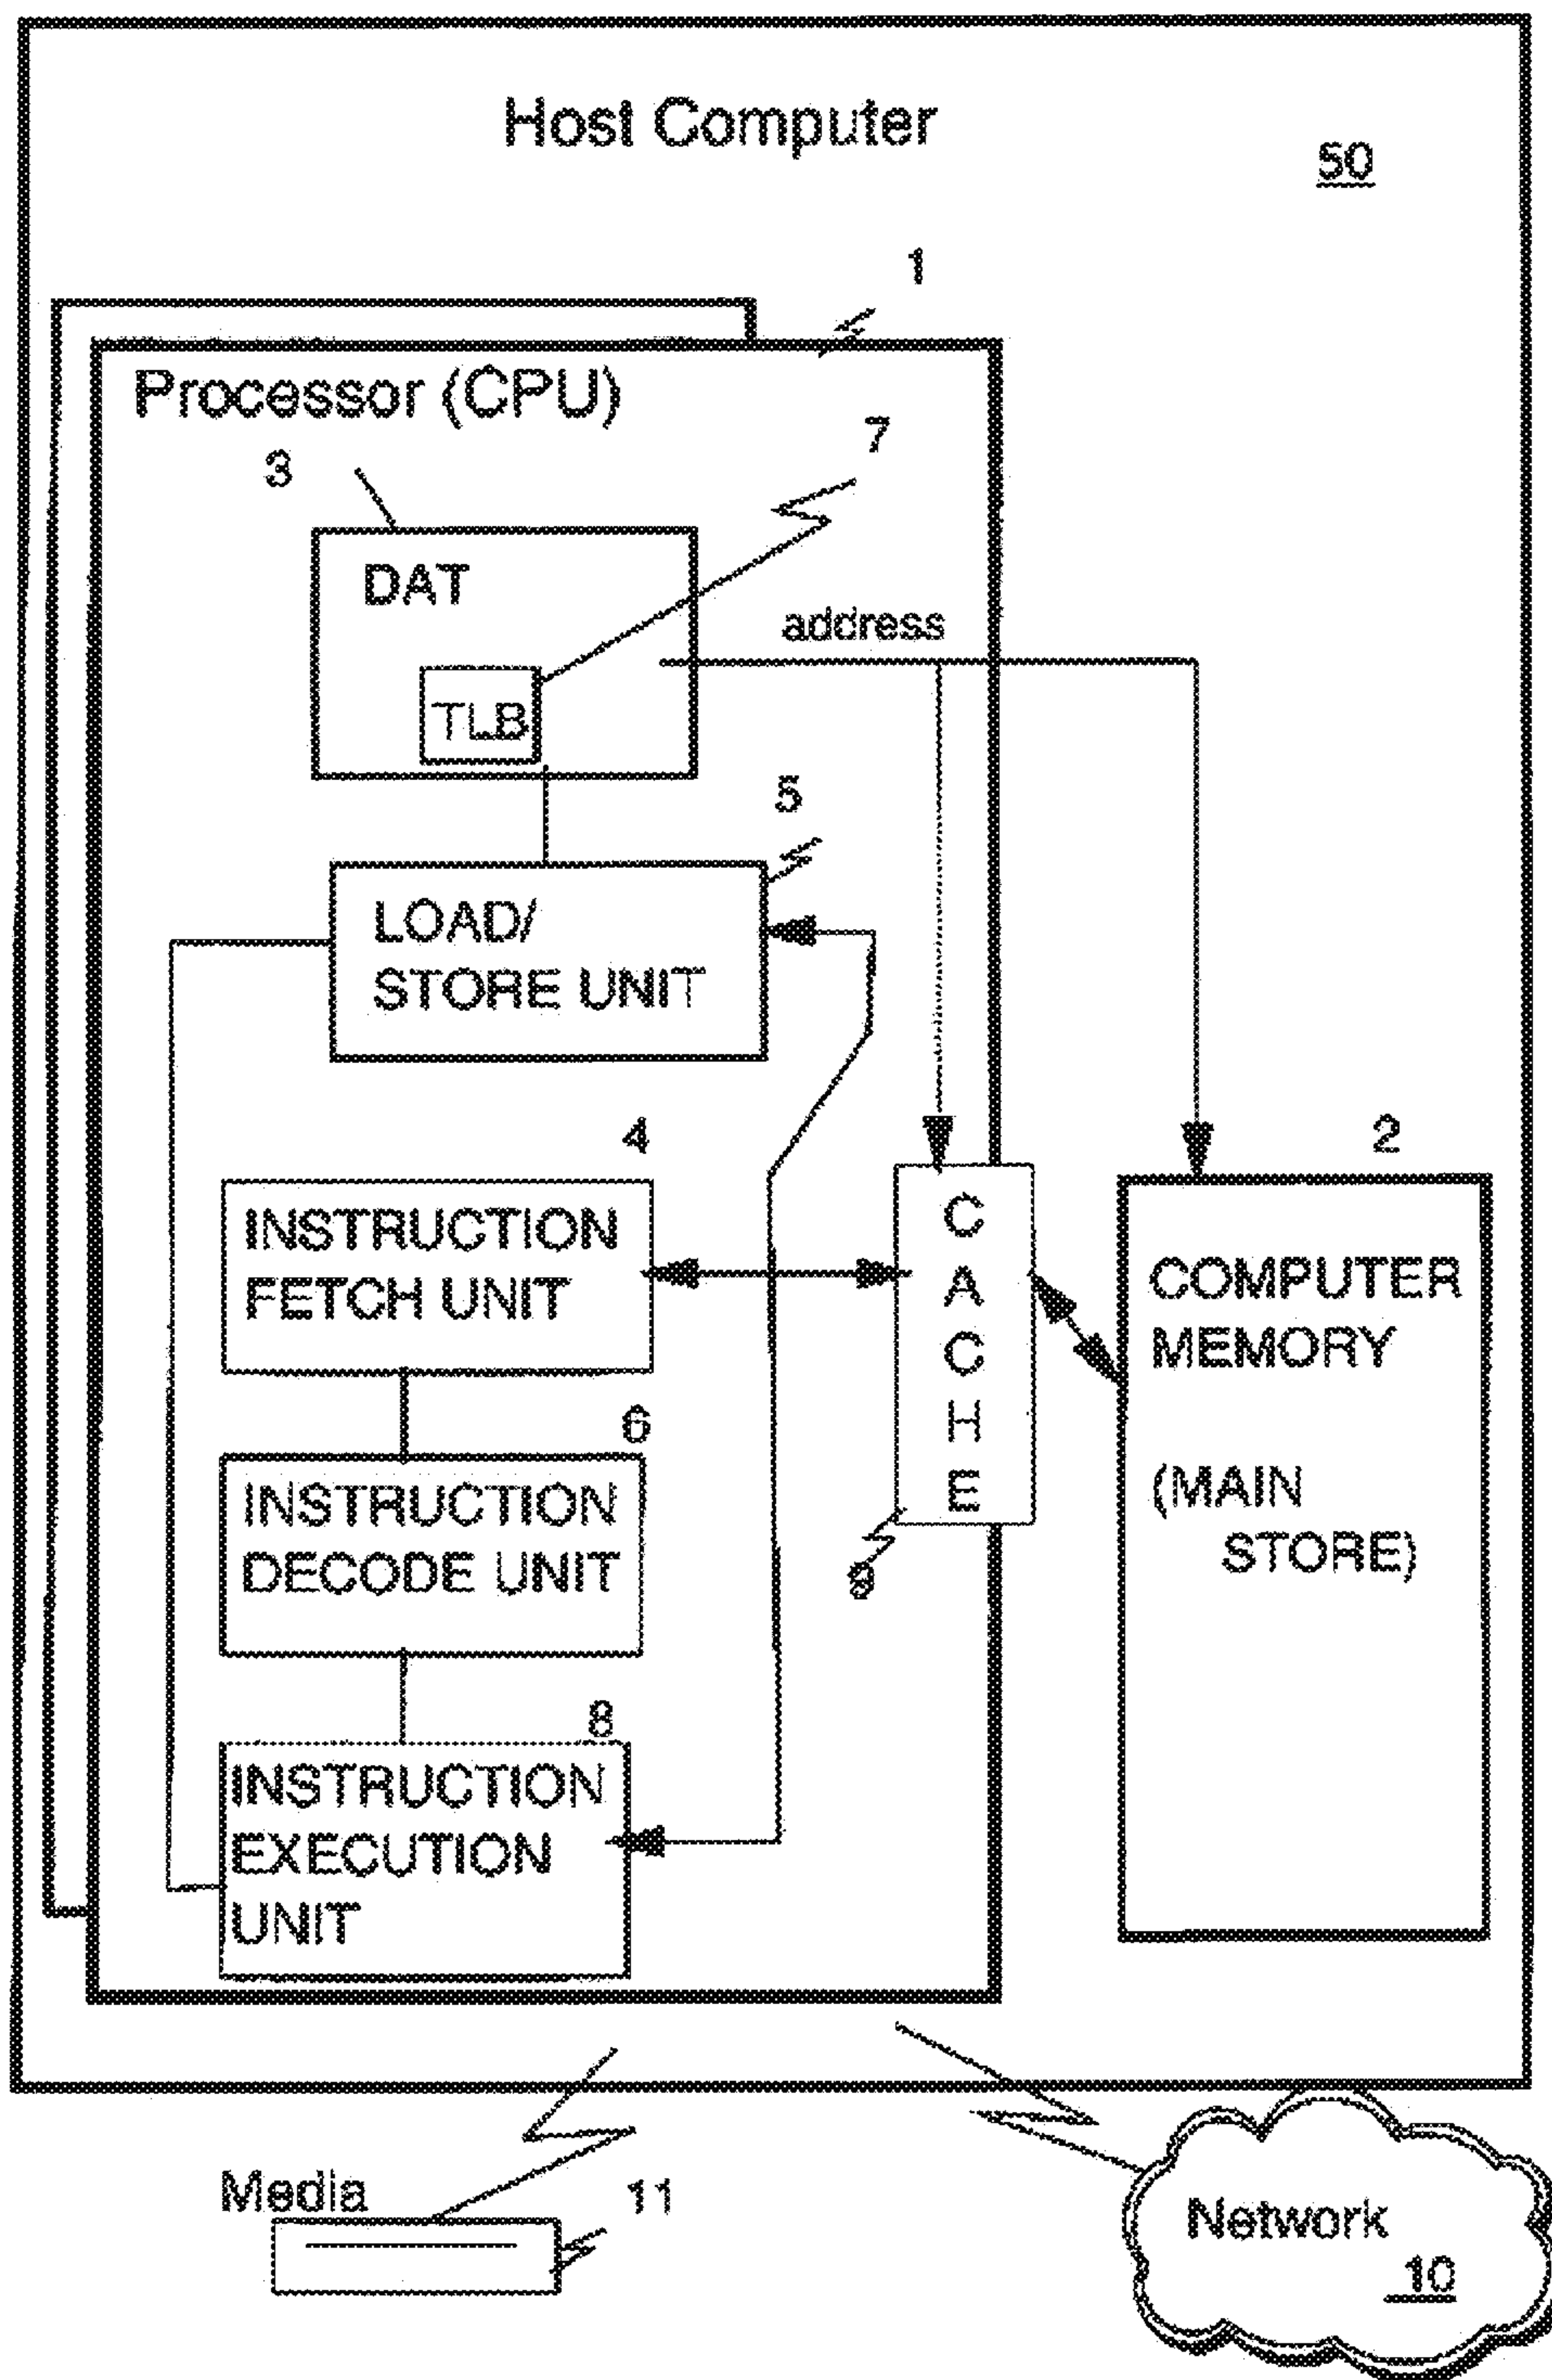 Host Computer
50
1
Processor (CPU)
7
3
DAT
address
TLB
5
LOAD/
STORE UNIT
4
2
INSTRUCTION
FETCH UNIT
CACHE
COMPUTER
MEMORY
(MAIN
STORE)
6
INSTRUCTION
DECODE UNIT
9
8
INSTRUCTION
EXECUTION
UNIT
Media
11
Network
10